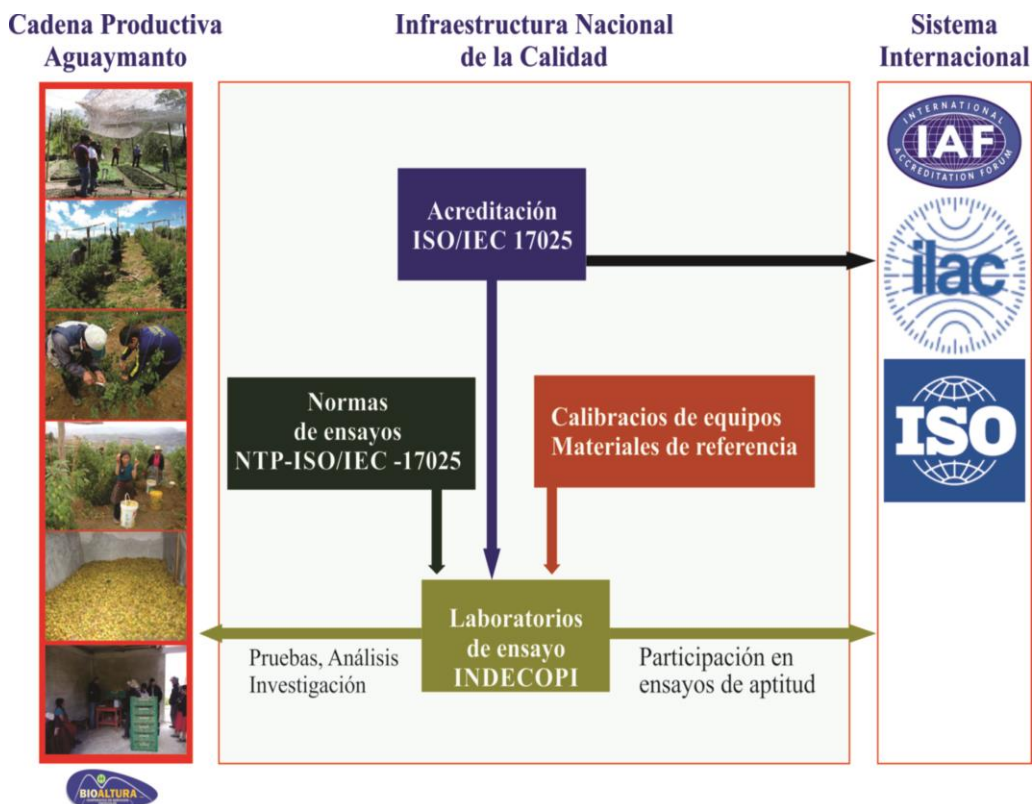 Cadena Productiva
Aguaymanto
Infraestructura Nacional
de la Calidad
Sistema
Internacional
INTERNATIONAL
IAF
ACCREDITATION FORUM
Acreditación
ISO/IEC 17025
ilac
Normas
de ensayos
NTP-ISO/IEC -17025
Calibracios de equipos
Materiales de referencia
ISO
Laboratorios
de ensayo
INDECOPI
Pruebas, Análisis
Investigación
Participación en
ensayos de aptitud
BIOALTURA